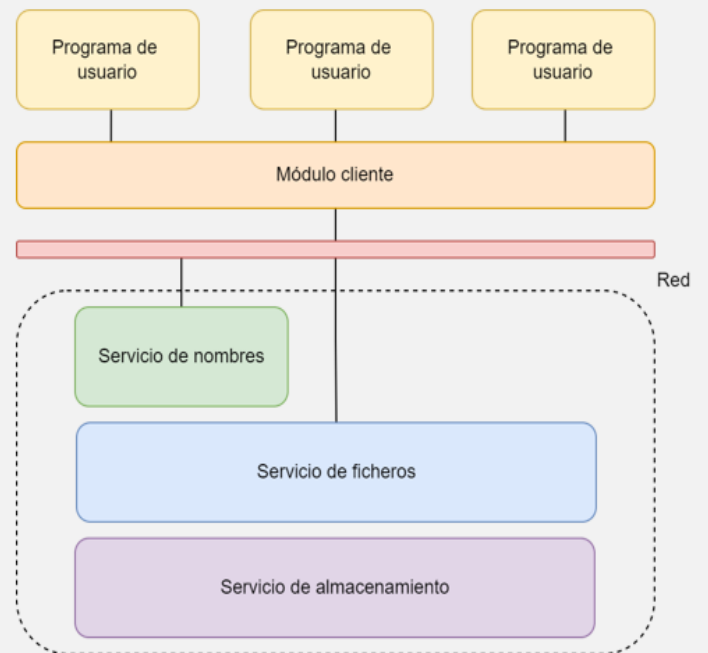 Programa de
usuario
Programa de
usuario
Programa de
usuario
Módulo cliente
Red
Servicio de nombres
Servicio de ficheros
Servicio de almacenamiento